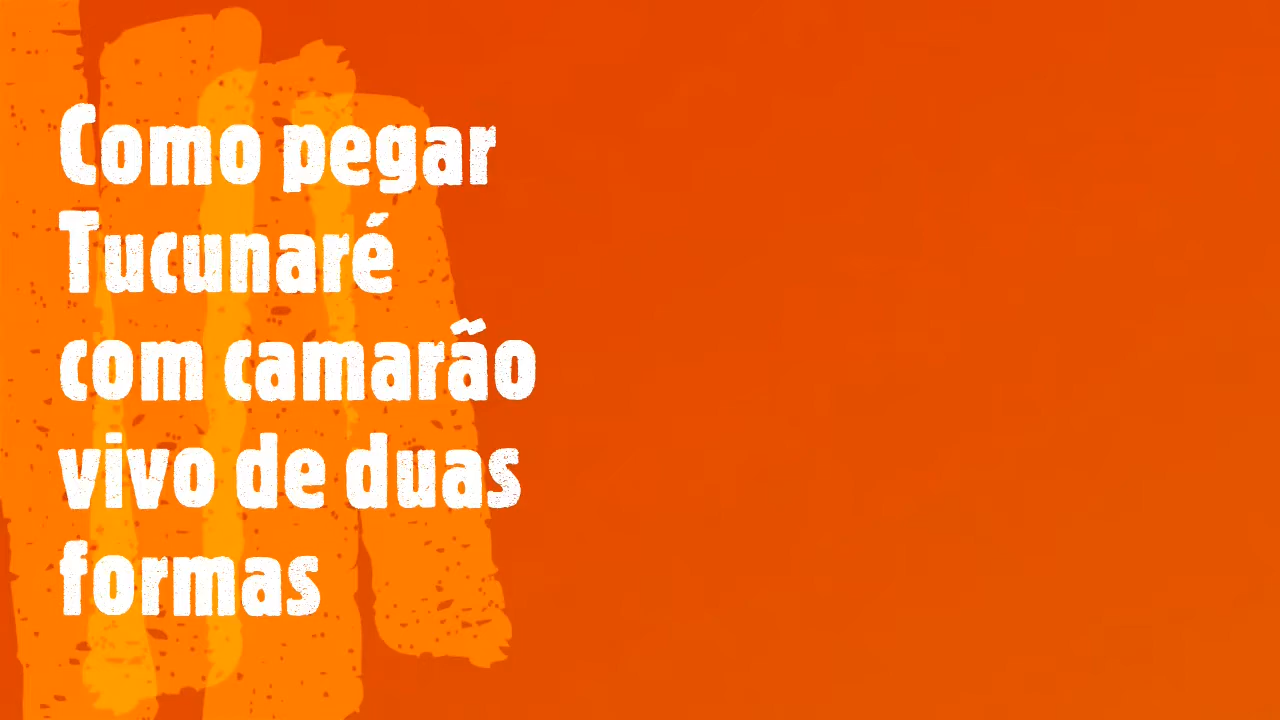 Como pegar
Tucunaré
com camarão
vivo de duas
formas